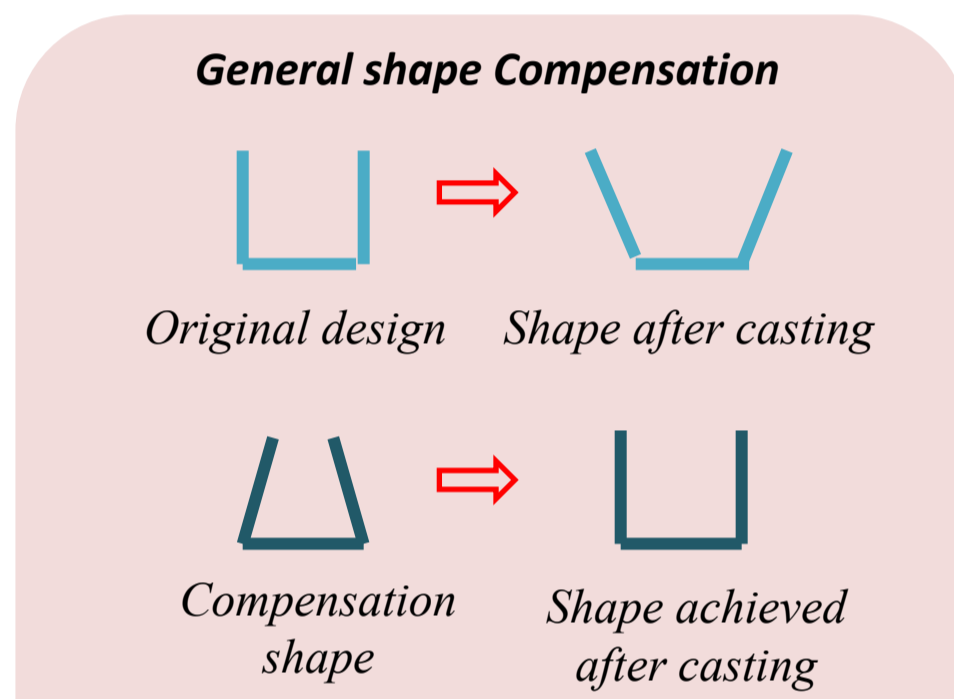 General shape Compensation
Original design
Shape after casting
Compensation
shape
Shape achieved
after casting